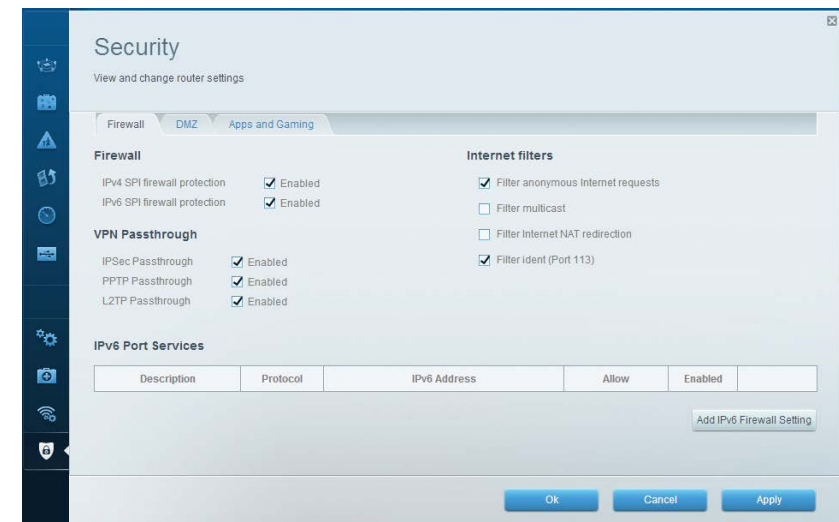 Security
View and change router settings
Firewall DMZ Apps and Gaming
Firewall
IPv4 SPI firewall protection Enabled
IPv6 SPI firewall protection Enabled
VPN Passthrough
IPSec Passthrough Enabled
PPTP Passthrough Enabled
L2TP Passthrough Enabled
Internet filters
Filter anonymous Internet requests
Filter multicast
Filter Internet NAT redirection
Filter ident (Port 113)
IPv6 Port Services
Description Protocol IPv6 Address Allow Enabled
Add IPv6 Firewall Setting
Ok Cancel Apply